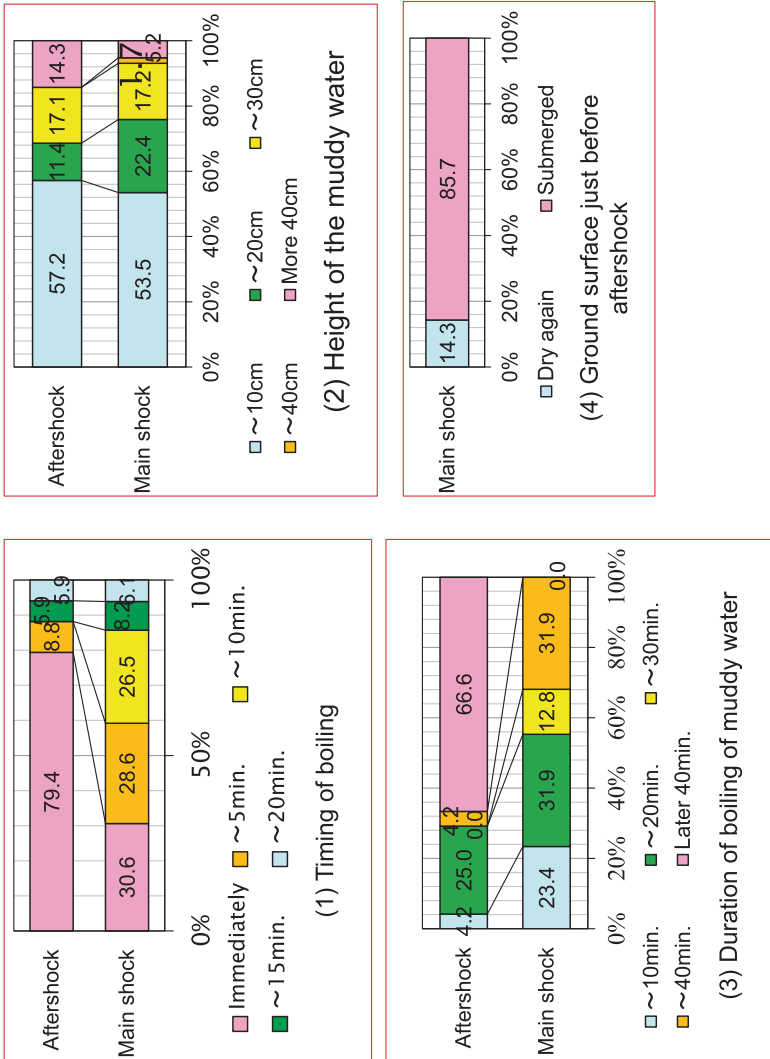 Aftershock
79.4
8.8
5.9
5.9
Main shock
30.6
28.6
26.5
8.2
6.1
0%
50%
100%
Immediately
~5min.
~10min.
~15min.
~20min.
(1) Timing of boiling
Aftershock
57.2
11.4
17.1
14.3
Main shock
53.5
22.4
17.2
1.7
5.2
0%
20%
40%
60%
80%
100%
~10cm
~20cm
~30cm
~40cm
More 40cm
(2) Height of the muddy water
Aftershock
4.2
25.0
0.0
4.2
66.6
Main shock
23.4
31.9
12.8
31.9
0.0
0%
20%
40%
60%
80%
100%
~10min.
~20min.
~30min.
~40min.
Later 40min.
(3) Duration of boiling of muddy water
Main shock
14.3
85.7
0%
20%
40%
60%
80%
100%
Dry again
Submerged
(4) Ground surface just before
aftershock